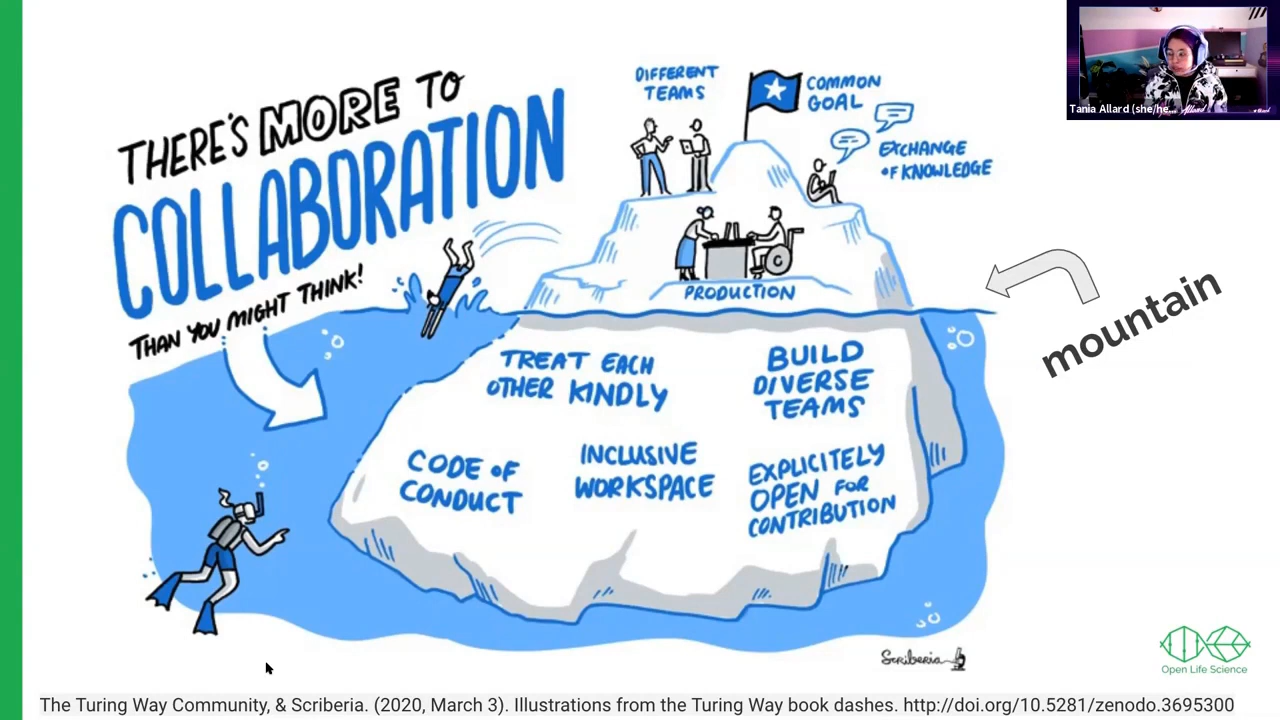 THERE'S MORE TO
COLLABORATION
THAN YOU MIGHT THINK!
DIFFERENT
TEAMS
COMMON
GOAL
EXCHANGE
OF KNOWLEDGE
PRODUCTION
mountain
TREAT EACH
OTHER KINDLY
BUILD
DIVERSE
TEAMS
CODE OF
CONDUCT
INCLUSIVE
WORKSPACE
EXPLICITELY
OPEN FOR
CONTRIBUTION
Scriberia
Tania Allard (she/he...
Open Life Science
The Turing Way Community, & Scriberia. (2020, March 3). Illustrations from the Turing Way book dashes. http://doi.org/10.5281/zenodo.3695300